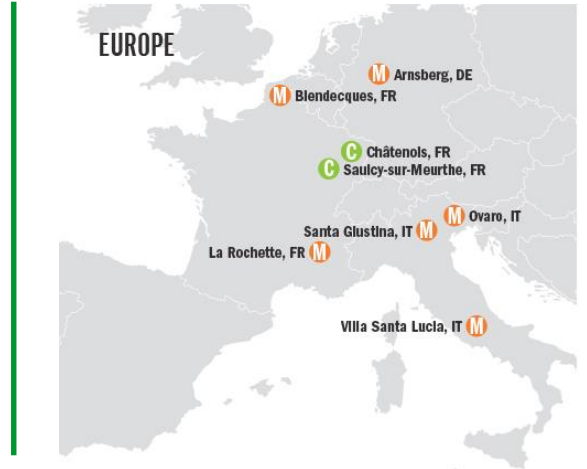 EUROPE
M Arnsberg, DE
M Blendecques, FR
C Châtenois, FR
C Saulcy-sur-Meurthe, FR
M Ovaro, IT
Santa Giustina, IT M
La Rochette, FR M
Villa Santa Lucia, IT M